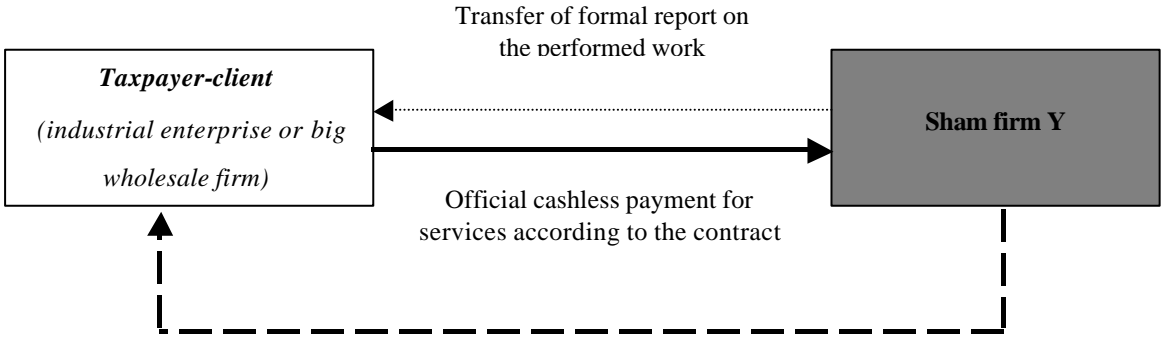 Transfer of formal report on
the performed work
Taxpayer-client
(industrial enterprise or big
wholesale firm)
Sham firm Y
Official cashless payment for
services according to the contract